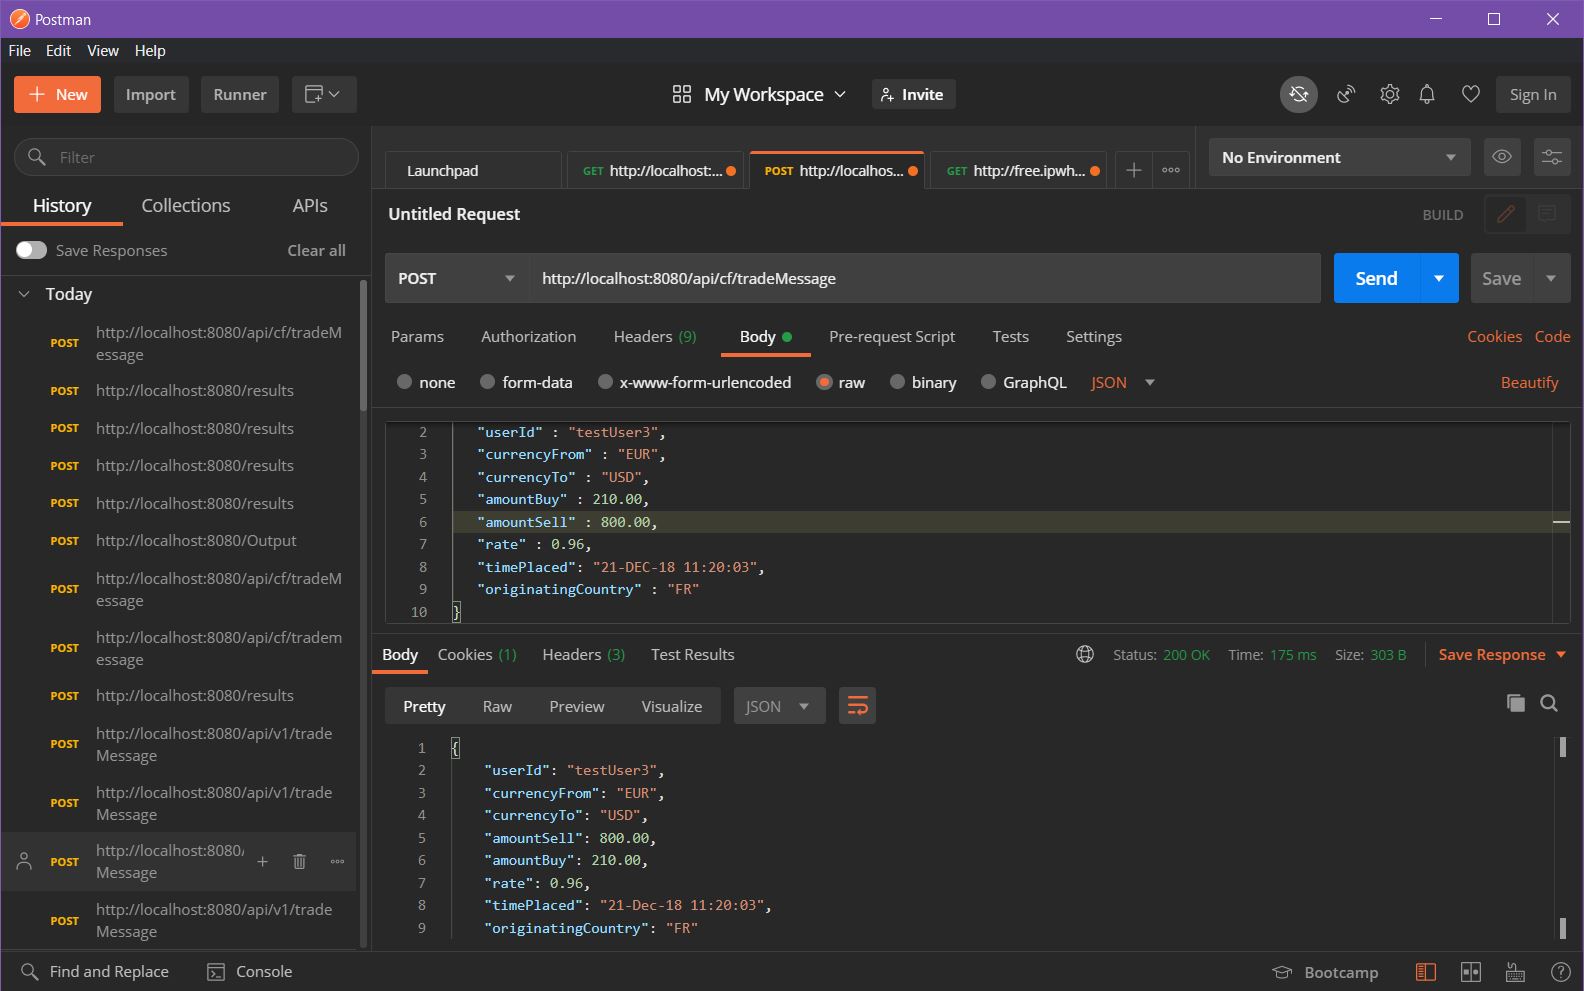 Postman
File Edit View Help
New Import Runner My Workspace Invite Sign In
Filter
History Collections APIs
Save Responses Clear all
Today
POST http://localhost:8080/api/cf/tradeM
essage
POST http://localhost:8080/results
POST http://localhost:8080/results
POST http://localhost:8080/results
POST http://localhost:8080/results
POST http://localhost:8080/Output
POST http://localhost:8080/api/cf/tradeM
essage
POST http://localhost:8080/api/cf/tradem
essage
POST http://localhost:8080/results
POST http://localhost:8080/api/v1/trade
Message
POST http://localhost:8080/api/v1/trade
Message
POST http://localhost:8080/
Message
POST http://localhost:8080/api/v1/trade
Message
Launchpad GET http://localhost:... POST http://localhos... GET http://free.ipwh... No Environment
Untitled Request BUILD
POST http://localhost:8080/api/cf/tradeMessage Send Save
Params Authorization Headers (9) Body Pre-request Script Tests Settings Cookies Code
none form-data x-www-form-urlencoded raw binary GraphQL JSON Beautify
2 "userId" : "testUser3",
3 "currencyFrom" : "EUR",
4 "currencyTo" : "USD",
5 "amountBuy" : 210.00,
6 "amountSell" : 800.00,
7 "rate" : 0.96,
8 "timePlaced": "21-DEC-18 11:20:03",
9 "originatingCountry" : "FR"
10 }
Body Cookies (1) Headers (3) Test Results Status: 200 OK Time: 175 ms Size: 303 B Save Response
Pretty Raw Preview Visualize JSON
1 {
2 "userId": "testUser3",
3 "currencyFrom": "EUR",
4 "currencyTo": "USD",
5 "amountSell": 800.00,
6 "amountBuy": 210.00,
7 "rate": 0.96,
8 "timePlaced": "21-Dec-18 11:20:03",
9 "originatingCountry": "FR"
Find and Replace Console Bootcamp